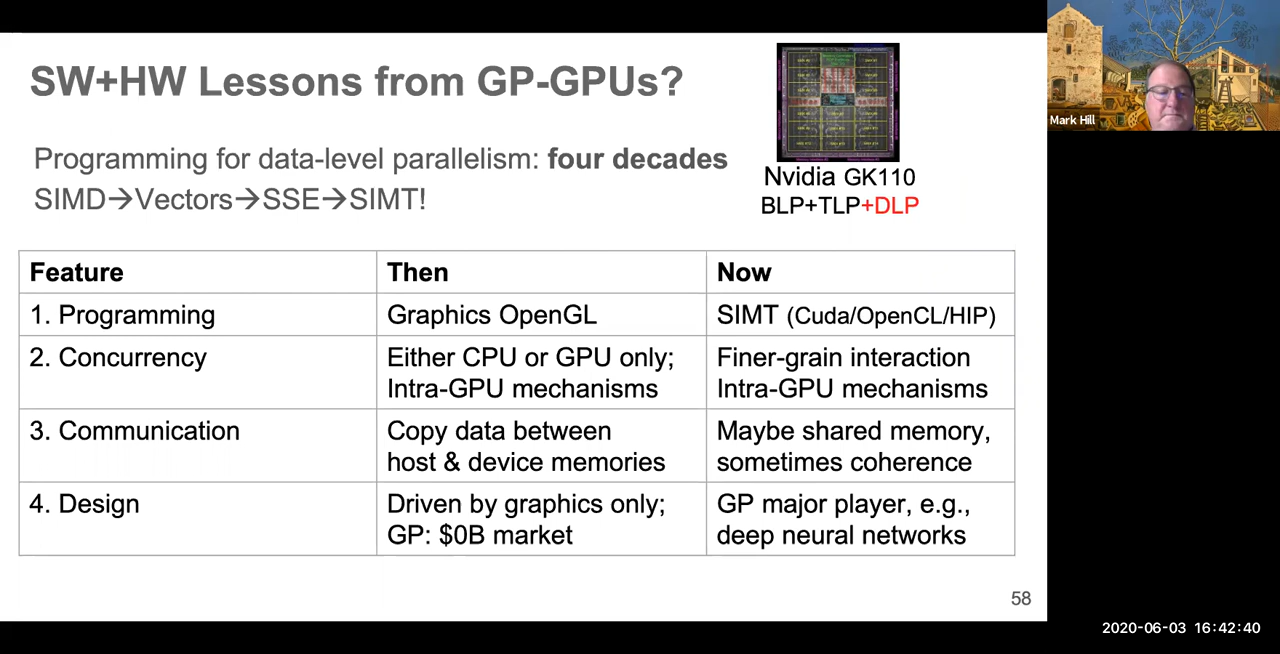 SW+HW Lessons from GP-GPUs?
Programming for data-level parallelism: four decades
SIMD→Vectors→SSE→SIMT!
Nvidia GK110
BLP+TLP+DLP
Feature Then Now
1. Programming Graphics OpenGL SIMT (Cuda/OpenCL/HIP)
2. Concurrency Either CPU or GPU only; Finer-grain interaction
Intra-GPU mechanisms Intra-GPU mechanisms
3. Communication Copy data between Maybe shared memory,
host & device memories sometimes coherence
4. Design Driven by graphics only; GP major player, e.g.,
GP: $0B market deep neural networks
58
Mark Hill
2020-06-03 16:42:40